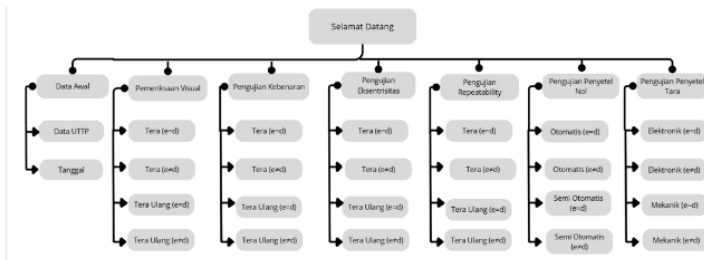 Selamat Datang
Data Awal
Data UTTP
Tanggal
Pemeriksaan Visual
Tera (e=d)
Tera (e≠d)
Tera Ulang (e=d)
Tera Ulang (e≠d)
Pengujian Kebenaran
Tera (e=d)
Tera (e≠d)
Tera Ulang (e=d)
Tera Ulang (e≠d)
Pengujian
Eksentrisitas
Tera (e=d)
Tera (e≠d)
Tera Ulang (e=d)
Tera Ulang (e≠d)
Pengujian
Repeatability
Tera (e=d)
Tera (e≠d)
Tera Ulang (e=d)
Tera Ulang (e≠d)
Pengujian Penyetel
Nol
Otomatis (e=d)
Otomatis (e≠d)
Semi Otomatis
(e=d)
Semi Otomatis
(e≠d)
Pengujian Penyetel
Tara
Elektronik (e=d)
Elektronik (e≠d)
Mekanik (e=d)
Mekanik (e≠d)